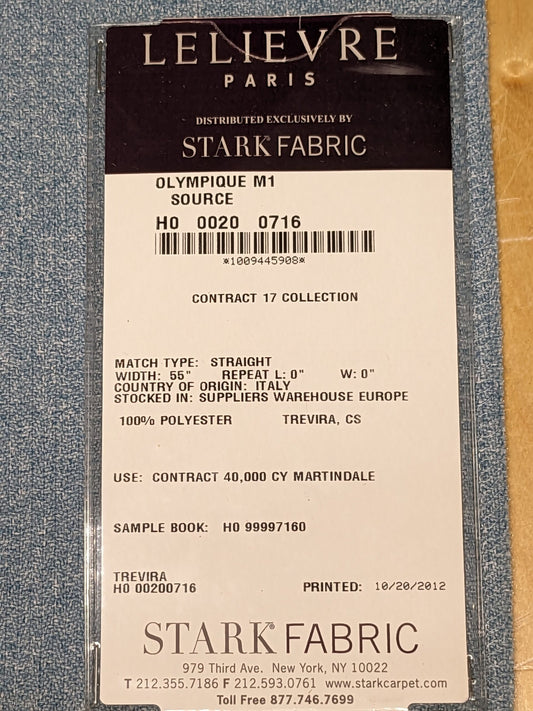 LELIEVRE
PARIS
DISTRIBUTED EXCLUSIVELY BY
STARK FABRIC
OLYMPIQUE M1
SOURCE
H0 0020 0716
*1009445908*
CONTRACT 17 COLLECTION
MATCH TYPE: STRAIGHT
WIDTH: 55" REPEAT L: 0" W: 0"
COUNTRY OF ORIGIN: ITALY
STOCKED IN: SUPPLIERS WAREHOUSE EUROPE
100% POLYESTER TREVIRA, CS
USE: CONTRACT 40,000 CY MARTINDALE
SAMPLE BOOK: H0 99997160
TREVIRA
H0 00200716 PRINTED: 10/20/2012
STARK® FABRIC
979 Third Ave. New York, NY 10022
T 212.355.7186 F 212.593.0761 www.starkcarpet.com
Toll Free 877.746.7699